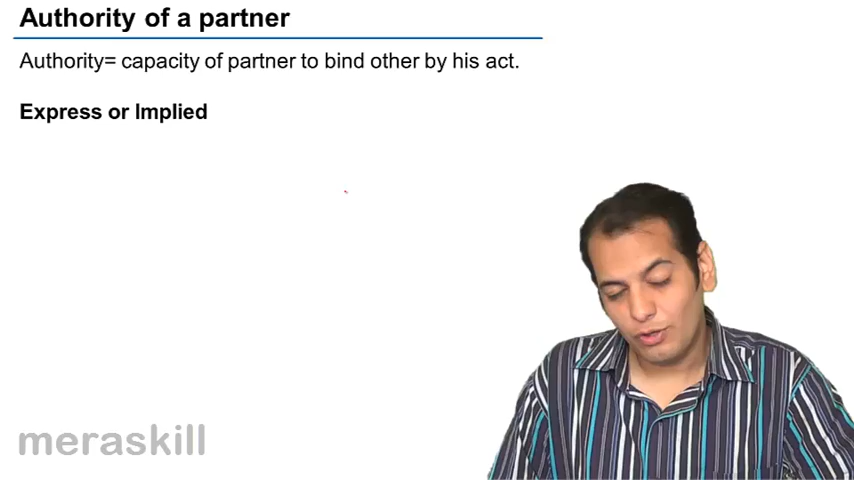 Authority of a partner
Authority= capacity of partner to bind other by his act.
Express or Implied
meraskill